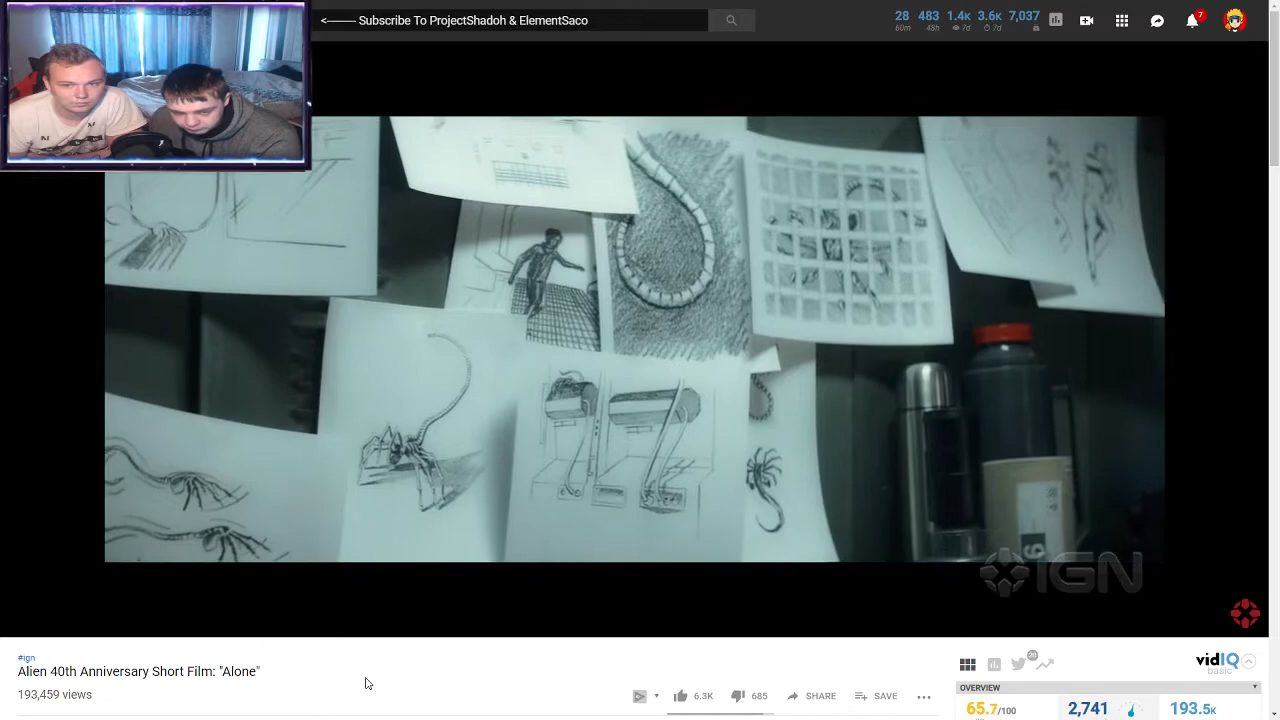 <—— Subscribe To ProjectShadoh & ElementSaco
28 483 1.4K 3.6K 7,037
60m 48h 7d 7d
7
IGN
#ign
Alien 40th Anniversary Short Film: "Alone"
193,459 views
6.3K 685 SHARE SAVE
20
vidIQ
basic
OVERVIEW
65.7/100 2,741 193.5K